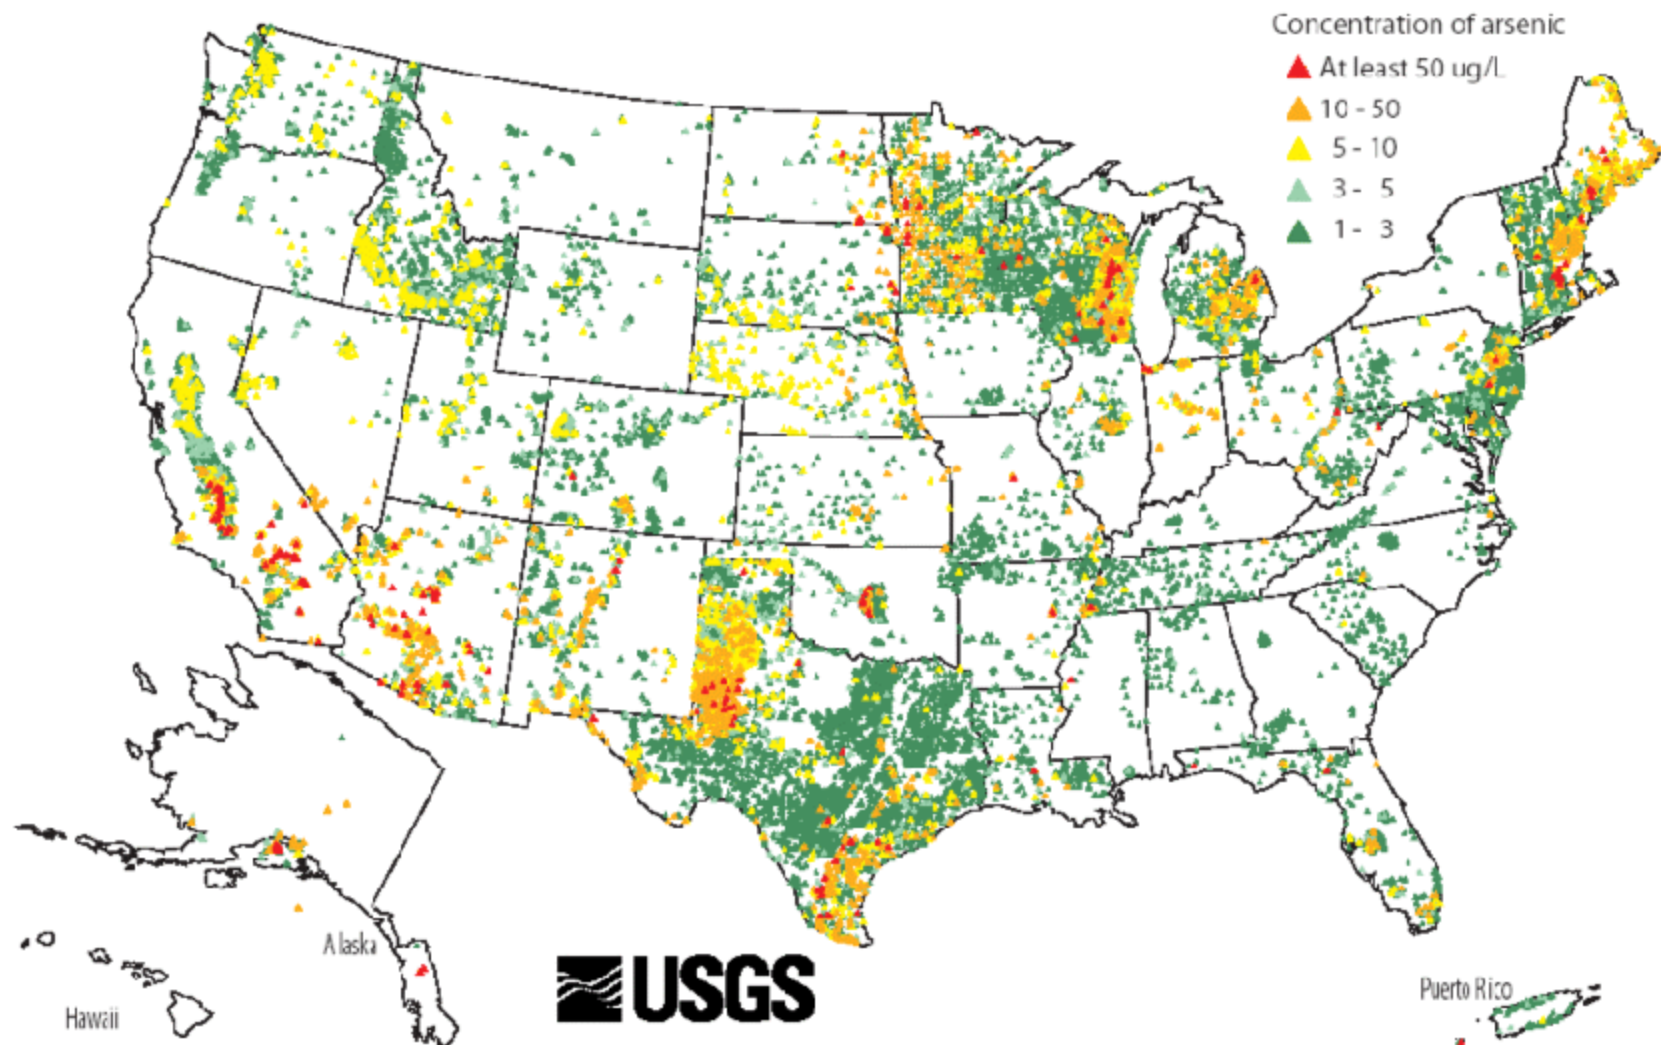 Concentration of arsenic
At least 50 ug/L
10 - 50
5 - 10
3 - 5
1 - 3
Alaska
Hawaii
USGS
Puerto Rico